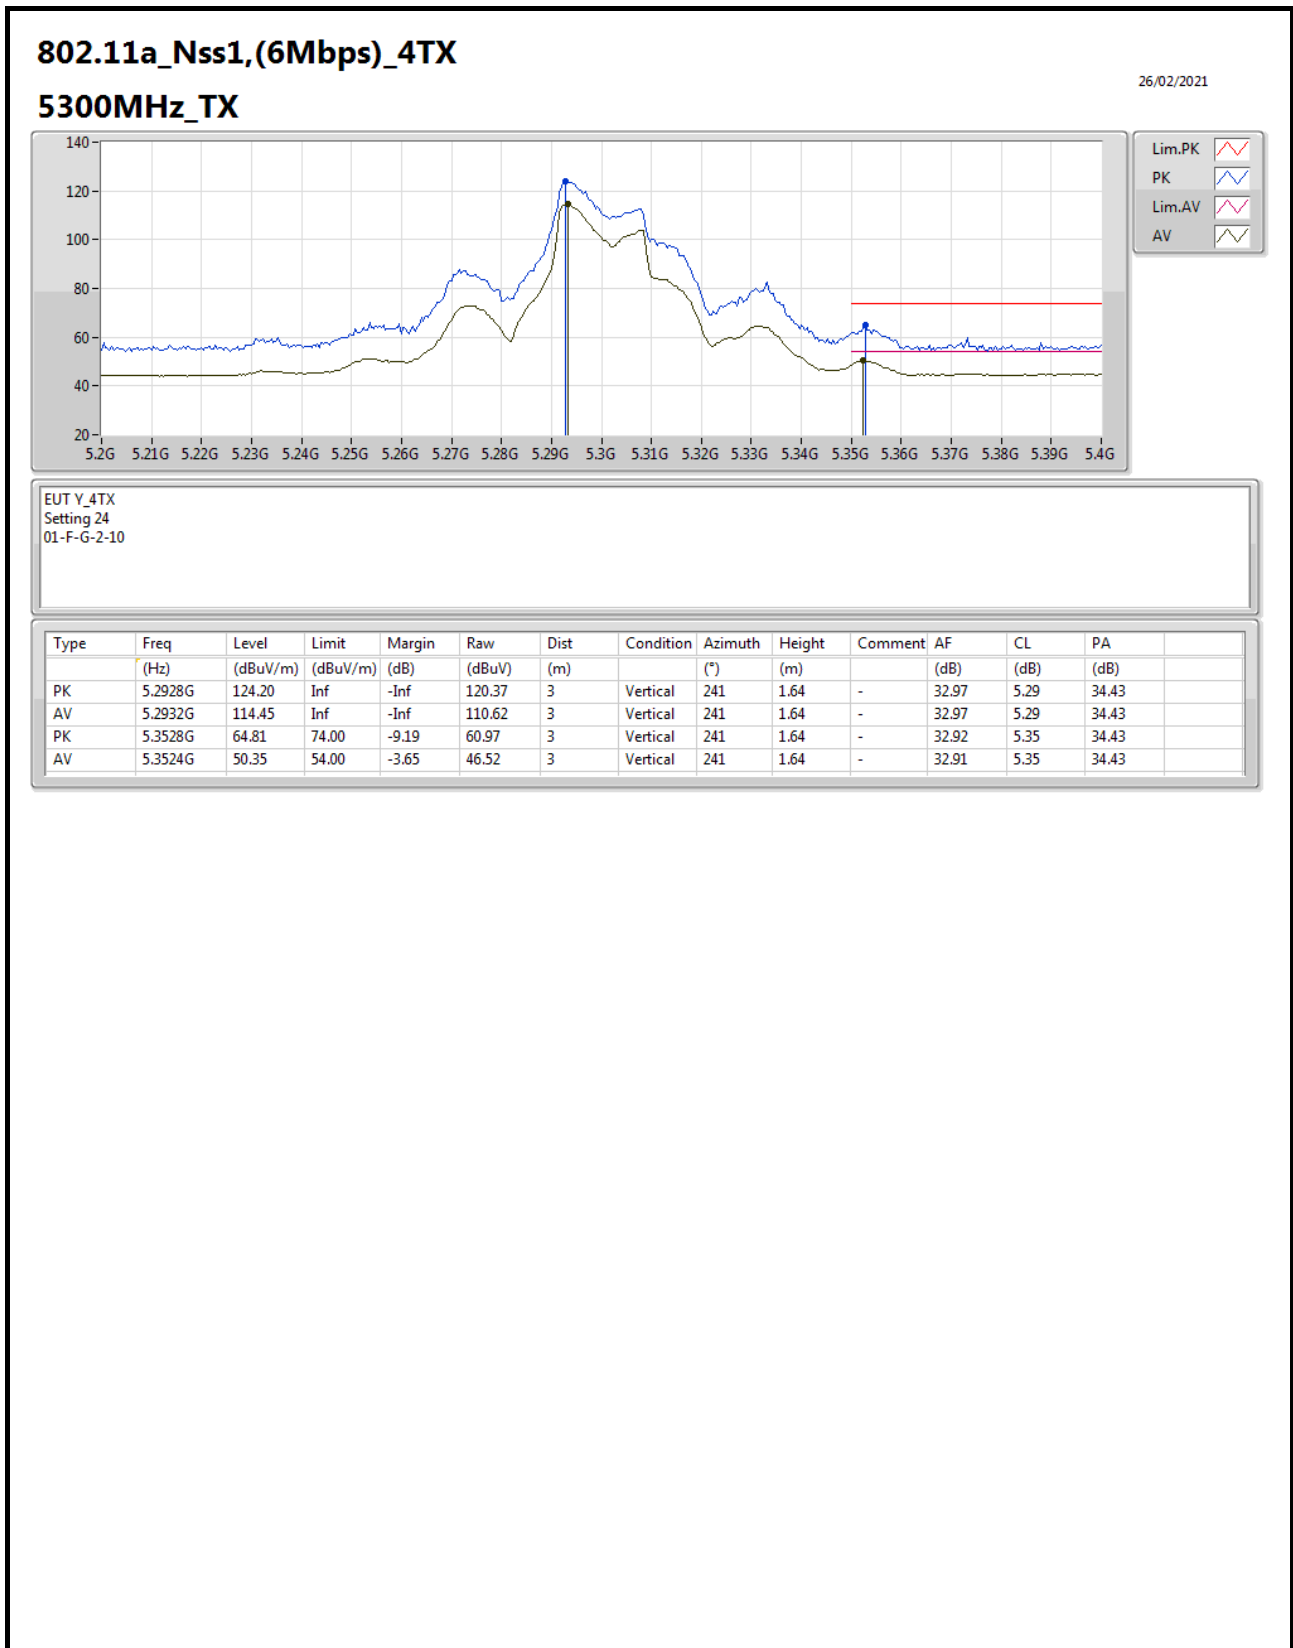 802.11a_Nss1,(6Mbps)_4TX
26/02/2021
5300MHz_TX
140
120
100
80
60
40
20
5.2G 5.21G 5.22G 5.23G 5.24G 5.25G 5.26G 5.27G 5.28G 5.29G 5.3G 5.31G 5.32G 5.33G 5.34G 5.35G 5.36G 5.37G 5.38G 5.39G 5.4G
Lim.PK
PK
Lim.AV
AV
EUT Y_4TX
Setting 24
01-F-G-2-10
Type Freq Level Limit Margin Raw Dist Condition Azimuth Height Comment AF CL PA
(Hz) (dBuV/m) (dBuV/m) (dB) (dBuV) (m) (°) (m) (dB) (dB) (dB)
PK 5.2928G 124.20 Inf -Inf 120.37 3 Vertical 241 1.64 - 32.97 5.29 34.43
AV 5.2932G 114.45 Inf -Inf 110.62 3 Vertical 241 1.64 - 32.97 5.29 34.43
PK 5.3528G 64.81 74.00 -9.19 60.97 3 Vertical 241 1.64 - 32.92 5.35 34.43
AV 5.3524G 50.35 54.00 -3.65 46.52 3 Vertical 241 1.64 - 32.91 5.35 34.43